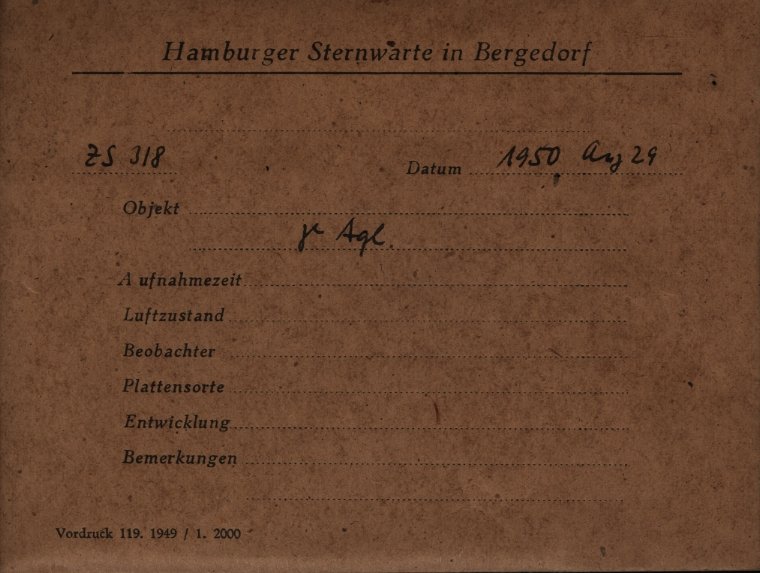 Hamburger Sternwarte in Bergedorf
ZS 318 Datum 1950 Aug 29
Objekt
γ Aql.
Aufnahmezeit
Luftzustand
Beobachter
Plattensorte
Entwicklung
Bemerkungen
Vordruck 119. 1949 / 1. 2000